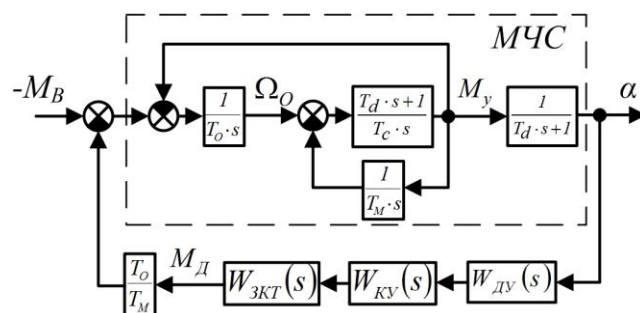 МЧС
-M_B
1
T_O·s
Ω_O
T_d·s+1
T_c·s
M_y
1
T_d·s+1
α
1
T_M·s
T_O
T_M
M_Д
W_ЗКТ(s)
W_КУ(s)
W_ДУ(s)